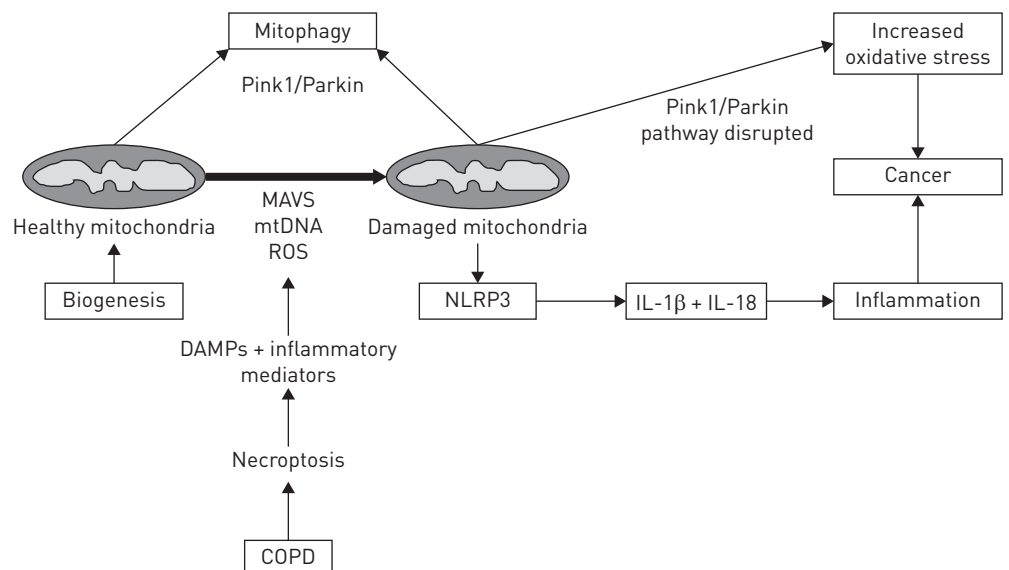 Mitophagy
Increased
oxidative stress
Pink1/Parkin
Pink1/Parkin
pathway disrupted
Cancer
MAVS
mtDNA
ROS
Healthy mitochondria
Damaged mitochondria
Biogenesis
NLRP3
IL-1β + IL-18
Inflammation
DAMPs + inflammatory
mediators
Necroptosis
COPD